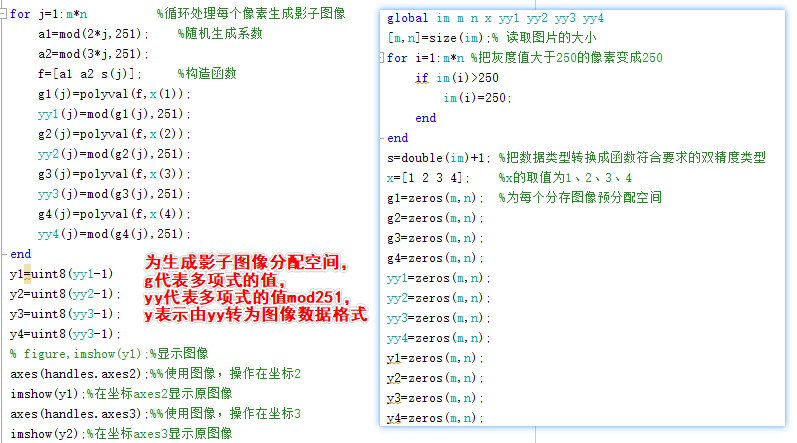 for j=1:m*n %循环处理每个像素生成影子图像
a1=mod(2*j,251); %随机生成系数
a2=mod(3*j,251);
f=[a1 a2 s(j)]; %构造函数
g1(j)=polyval(f,x(1));
yy1(j)=mod(g1(j),251);
g2(j)=polyval(f,x(2));
yy2(j)=mod(g2(j),251);
g3(j)=polyval(f,x(3));
yy3(j)=mod(g3(j),251);
g4(j)=polyval(f,x(4));
yy4(j)=mod(g4(j),251);
end
y1=uint8(yy1-1)
y2=uint8(yy2-1);
y3=uint8(yy3-1);
y4=uint8(yy3-1);
% figure,imshow(y1);%显示图像
axes(handles.axes2);%%使用图像，操作在坐标2
imshow(y1);%在坐标axes2显示原图像
axes(handles.axes3);%%使用图像，操作在坐标3
imshow(y2);%在坐标axes3显示原图像
为生成影子图像分配空间，
g代表多项式的值，
yy代表多项式的值mod251，
y表示由yy转为图像数据格式
global im m n x yy1 yy2 yy3 yy4
[m,n]=size(im);% 读取图片的大小
for i=1:m*n %把灰度值大于250的像素变成250
if im(i)>250
im(i)=250;
end
end
s=double(im)+1; %把数据类型转换成函数符合要求的双精度类型
x=[1 2 3 4]; %x的取值为1、2、3、4
g1=zeros(m,n); %为每个分存图像预分配空间
g2=zeros(m,n);
g3=zeros(m,n);
g4=zeros(m,n);
yy1=zeros(m,n);
yy2=zeros(m,n);
yy3=zeros(m,n);
yy4=zeros(m,n);
y1=zeros(m,n);
y2=zeros(m,n);
y3=zeros(m,n);
y4=zeros(m,n);